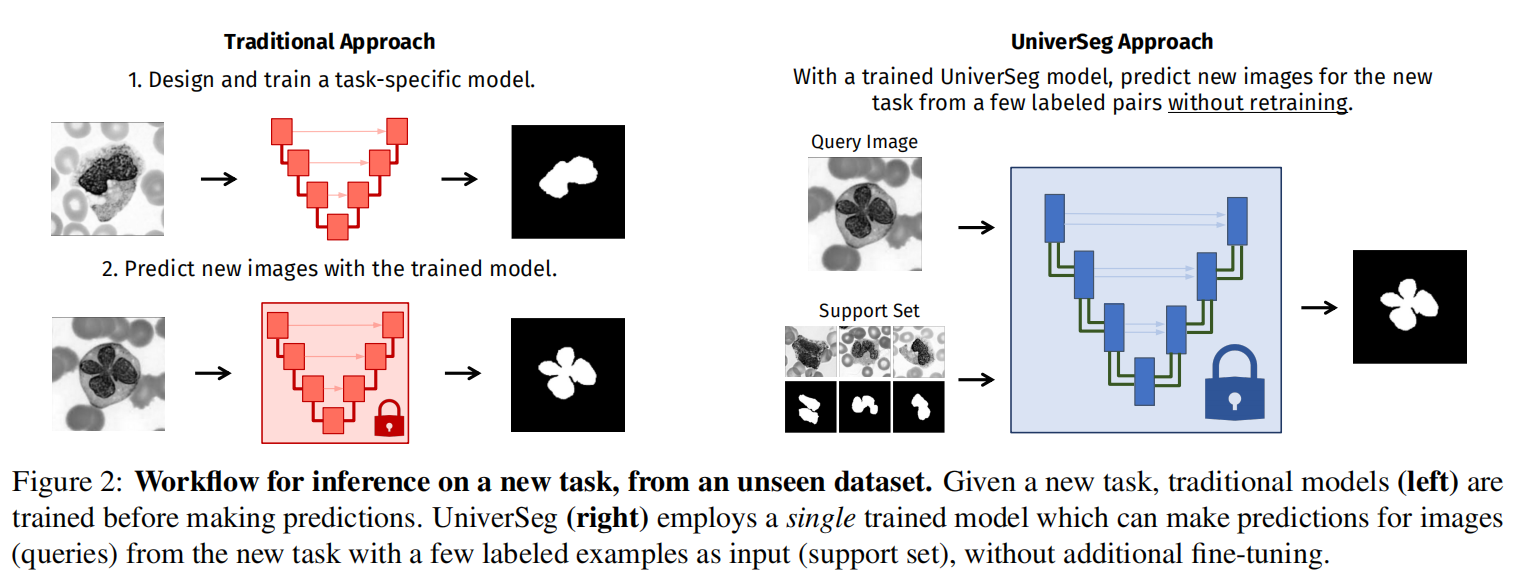 Traditional Approach
1. Design and train a task-specific model.
2. Predict new images with the trained model.
UniverSeg Approach
With a trained UniverSeg model, predict new images for the new
task from a few labeled pairs without retraining.
Query Image
Support Set
Figure 2: Workflow for inference on a new task, from an unseen dataset. Given a new task, traditional models (left) are
trained before making predictions. UniverSeg (right) employs a single trained model which can make predictions for images
(queries) from the new task with a few labeled examples as input (support set), without additional fine-tuning.